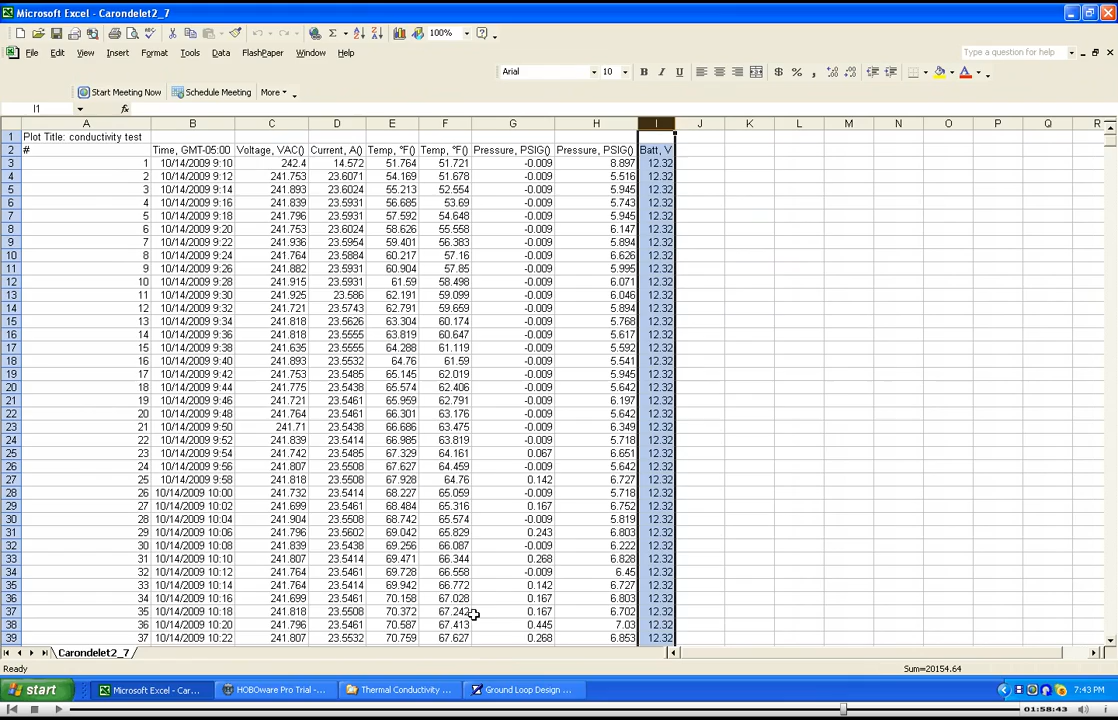 Microsoft Excel - Carondelet2_7
100%
File Edit View Insert Format Tools Data FlashPaper Window Help Type a question for help
Arial 10 B I U
Start Meeting Now Schedule Meeting More
I1 fx
A B C D E F G H I J K L M N O P Q R
1 Plot Title: conductivity test
2 # Time, GMT-05:00 Voltage, VAC() Current, A() Temp, °F() Temp, °F() Pressure, PSIG() Pressure, PSIG() Batt, V
3 1 10/14/2009 9:10 242.4 14.572 51.764 51.721 -0.009 8.897 12.32
4 2 10/14/2009 9:12 241.753 23.6071 54.169 51.678 -0.009 5.516 12.32
5 3 10/14/2009 9:14 241.893 23.6024 55.213 52.554 -0.009 5.945 12.32
6 4 10/14/2009 9:16 241.839 23.5931 56.685 53.69 -0.009 5.743 12.32
7 5 10/14/2009 9:18 241.796 23.5931 57.592 54.648 -0.009 5.945 12.32
8 6 10/14/2009 9:20 241.753 23.6024 58.626 55.558 -0.009 6.147 12.32
9 7 10/14/2009 9:22 241.936 23.5954 59.401 56.383 -0.009 5.894 12.32
10 8 10/14/2009 9:24 241.764 23.5884 60.217 57.16 -0.009 6.626 12.32
11 9 10/14/2009 9:26 241.882 23.5931 60.904 57.85 -0.009 5.995 12.32
12 10 10/14/2009 9:28 241.915 23.5931 61.59 58.498 -0.009 6.071 12.32
13 11 10/14/2009 9:30 241.925 23.586 62.191 59.099 -0.009 6.046 12.32
14 12 10/14/2009 9:32 241.721 23.5743 62.791 59.659 -0.009 5.894 12.32
15 13 10/14/2009 9:34 241.818 23.5626 63.304 60.174 -0.009 5.768 12.32
16 14 10/14/2009 9:36 241.818 23.5555 63.819 60.647 -0.009 5.617 12.32
17 15 10/14/2009 9:38 241.635 23.5555 64.288 61.119 -0.009 5.592 12.32
18 16 10/14/2009 9:40 241.893 23.5532 64.76 61.59 -0.009 5.541 12.32
19 17 10/14/2009 9:42 241.753 23.5485 65.145 62.019 -0.009 5.945 12.32
20 18 10/14/2009 9:44 241.775 23.5438 65.574 62.406 -0.009 5.642 12.32
21 19 10/14/2009 9:46 241.721 23.5461 65.959 62.791 -0.009 6.197 12.32
22 20 10/14/2009 9:48 241.764 23.5414 66.301 63.176 -0.009 5.642 12.32
23 21 10/14/2009 9:50 241.71 23.5438 66.686 63.475 -0.009 6.349 12.32
24 22 10/14/2009 9:52 241.839 23.5414 66.985 63.819 -0.009 5.718 12.32
25 23 10/14/2009 9:54 241.742 23.5485 67.329 64.161 0.067 6.651 12.32
26 24 10/14/2009 9:56 241.807 23.5508 67.627 64.459 -0.009 5.642 12.32
27 25 10/14/2009 9:58 241.818 23.5508 67.928 64.76 0.142 6.727 12.32
28 26 10/14/2009 10:00 241.732 23.5414 68.227 65.059 -0.009 5.718 12.32
29 27 10/14/2009 10:02 241.699 23.5461 68.484 65.316 0.167 6.752 12.32
30 28 10/14/2009 10:04 241.904 23.5508 68.742 65.574 -0.009 5.819 12.32
31 29 10/14/2009 10:06 241.796 23.5602 69.042 65.829 0.243 6.803 12.32
32 30 10/14/2009 10:08 241.839 23.5438 69.256 66.087 -0.009 6.222 12.32
33 31 10/14/2009 10:10 241.807 23.5414 69.471 66.344 0.268 6.828 12.32
34 32 10/14/2009 10:12 241.764 23.5461 69.728 66.558 -0.009 6.45 12.32
35 33 10/14/2009 10:14 241.764 23.5414 69.942 66.772 0.142 6.727 12.32
36 34 10/14/2009 10:16 241.699 23.5461 70.158 67.028 0.167 6.803 12.32
37 35 10/14/2009 10:18 241.818 23.5508 70.372 67.242 0.167 6.702 12.32
38 36 10/14/2009 10:20 241.796 23.5461 70.587 67.413 0.445 7.03 12.32
39 37 10/14/2009 10:22 241.807 23.5532 70.759 67.627 0.268 6.853 12.32
Carondelet2_7
Ready Sum=20154.64
start Microsoft Excel - Car... HOBOware Pro Trial -... Thermal Conductivity ... Ground Loop Design ... 7:43 PM
01:58:43